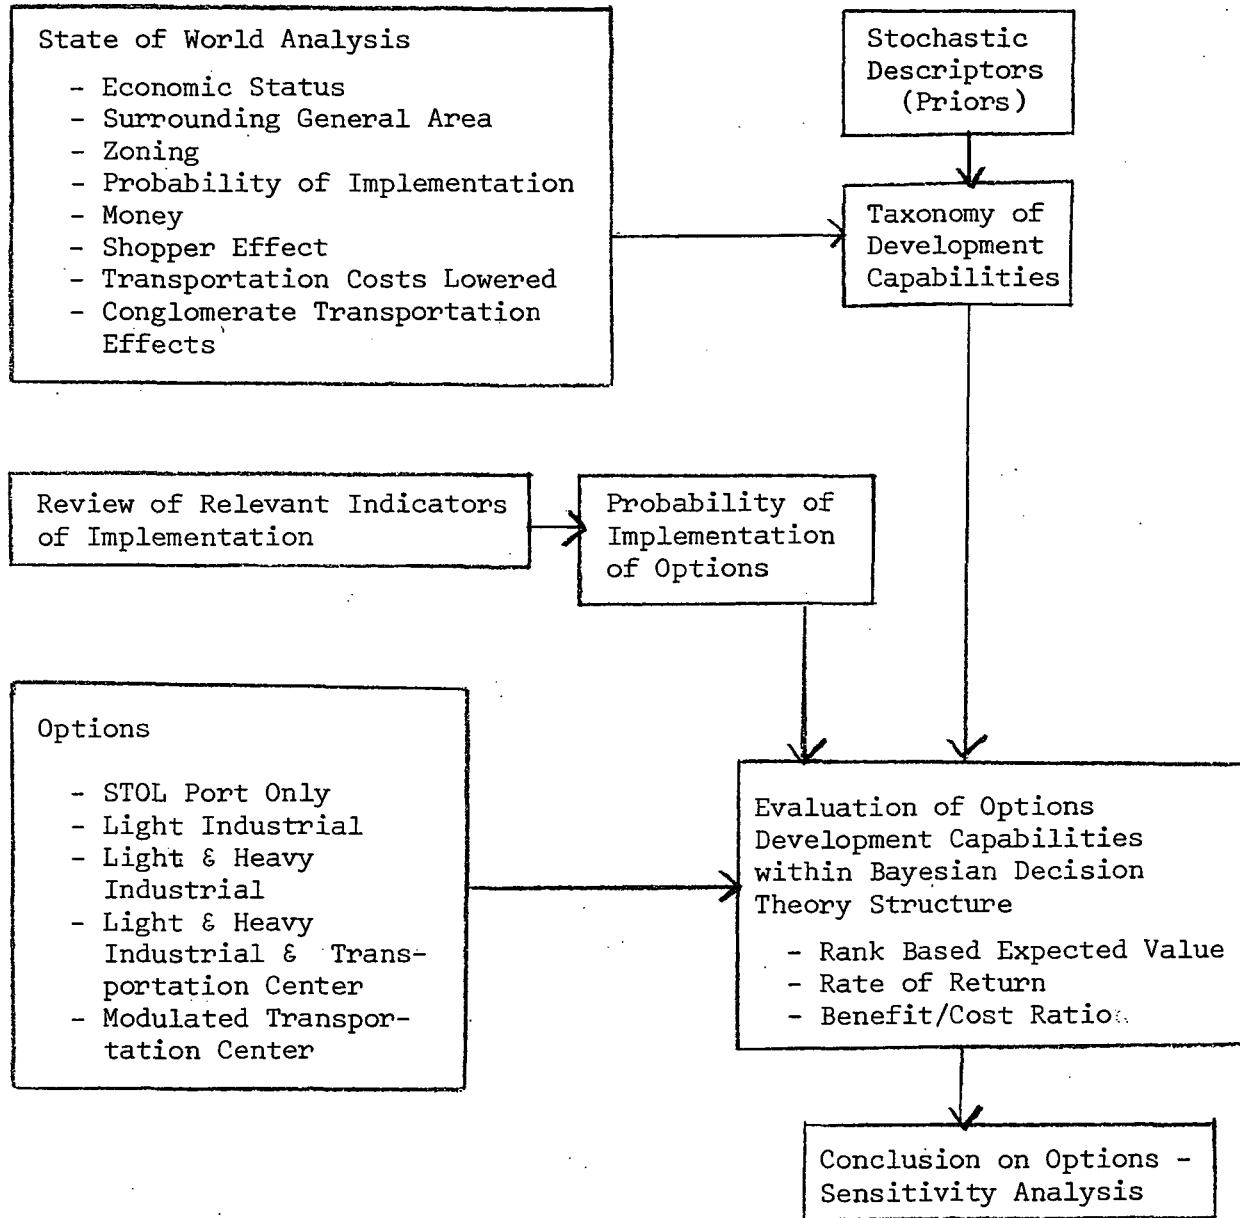 State of World Analysis
- Economic Status
- Surrounding General Area
- Zoning
- Probability of Implementation
- Money
- Shopper Effect
- Transportation Costs Lowered
- Conglomerate Transportation
Effects
Stochastic
Descriptors
(Priors)
Taxonomy of
Development
Capabilities
Review of Relevant Indicators
of Implementation
Probability of
Implementation
of Options
Options
- STOL Port Only
- Light Industrial
- Light & Heavy
Industrial
- Light & Heavy
Industrial & Trans-
portation Center
- Modulated Transpor-
tation Center
Evaluation of Options
Development Capabilities
within Bayesian Decision
Theory Structure
- Rank Based Expected Value
- Rate of Return
- Benefit/Cost Ratio
Conclusion on Options -
Sensitivity Analysis